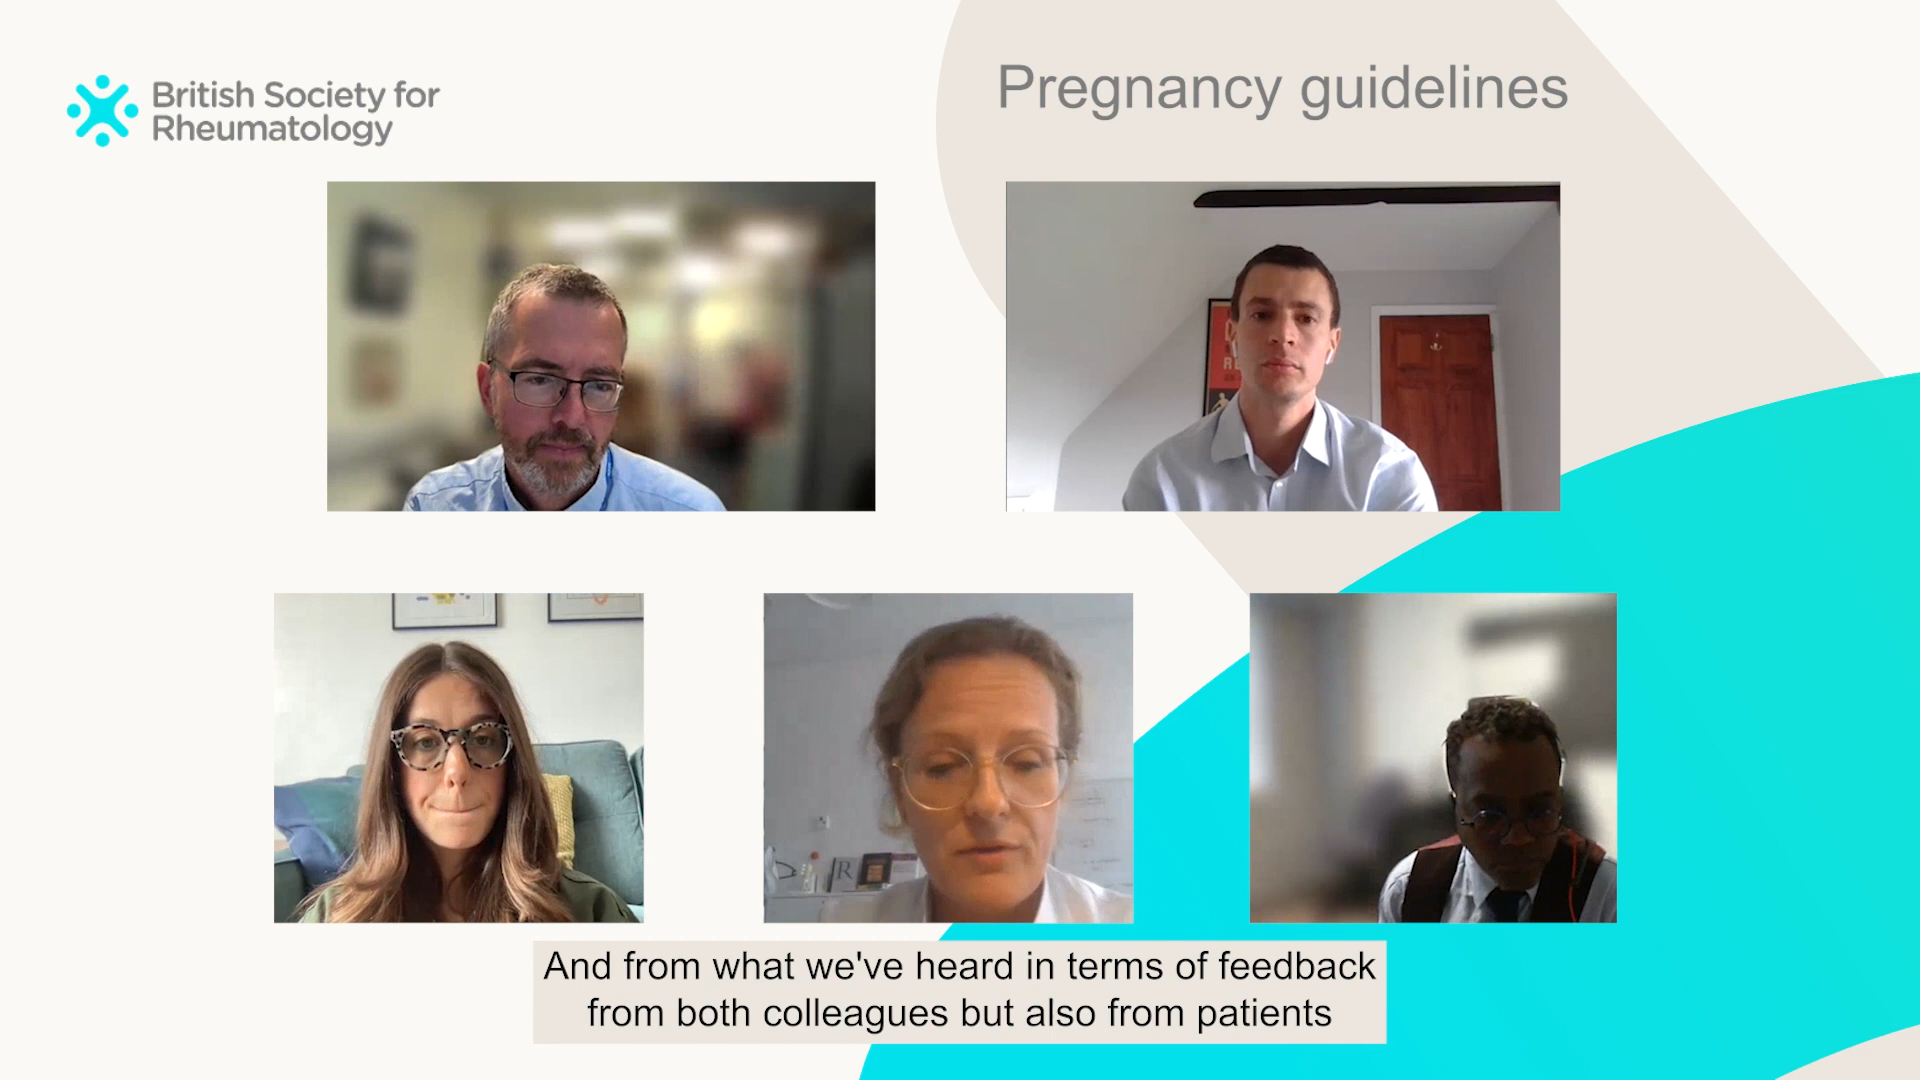 British Society for
Rheumatology
Pregnancy guidelines
R
And from what we've heard in terms of feedback
from both colleagues but also from patients